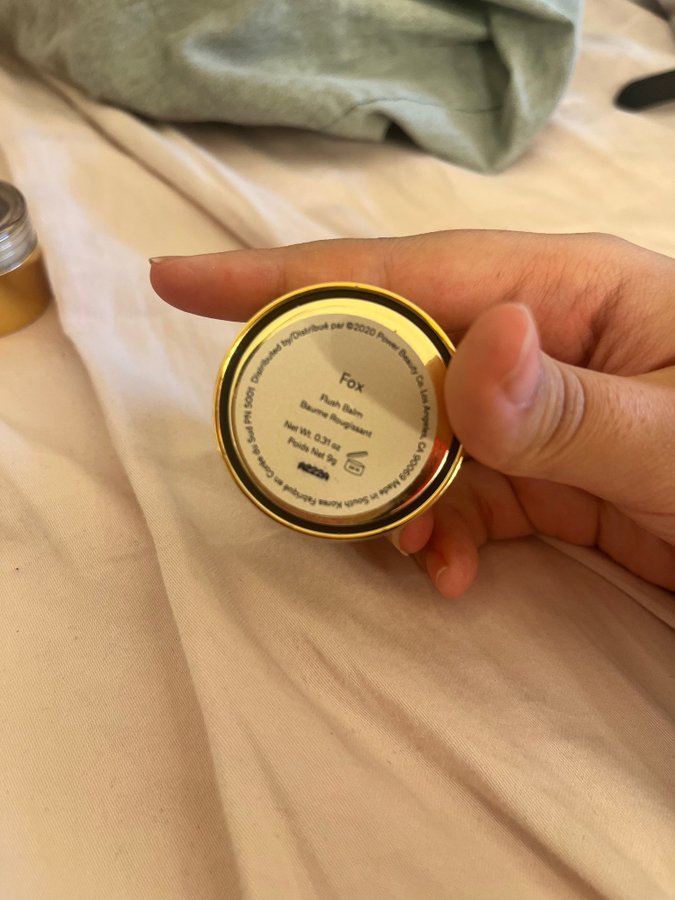 Fox
Flush Balm
Baume Rougissant
Net Wt. 0.31 oz
Poids Net 9g
Distributed by/Distribué par ©2020 Power Beauty Co. Los Angeles, CA 90069 Made in South Korea Fabriqué en Corée du Sud PN 5001